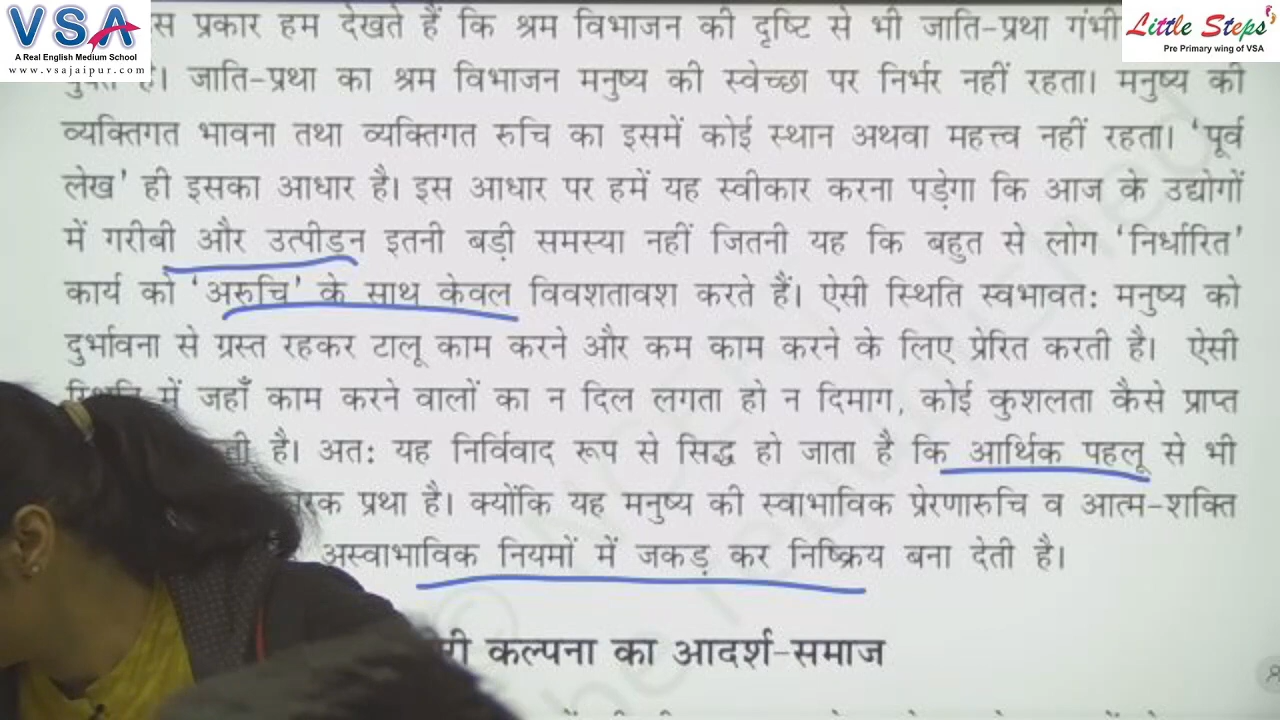 VSA
A Real English Medium School
www.vsajaipur.com
Little Steps
Pre Primary wing of VSA
प्रकार हम देखते हैं कि श्रम विभाजन की दृष्टि से भी जाति-प्रथा
है। जाति-प्रथा का श्रम विभाजन मनुष्य की स्वेच्छा पर निर्भर नहीं रहता। मनुष्य की
व्यक्तिगत भावना तथा व्यक्तिगत रुचि का इसमें कोई स्थान अथवा महत्त्व नहीं रहता। 'पूर्व
लेख' ही इसका आधार है। इस आधार पर हमें यह स्वीकार करना पड़ेगा कि आज के उद्योगों
में गरीबी और उत्पीड़न इतनी बड़ी समस्या नहीं जितनी यह कि बहुत से लोग 'निर्धारित'
कार्य को 'अरुचि' के साथ केवल विवशतावश करते हैं। ऐसी स्थिति स्वभावतः मनुष्य को
दुर्भावना से ग्रस्त रहकर टालू काम करने और कम काम करने के लिए प्रेरित करती है। ऐसी
में जहाँ काम करने वालों का न दिल लगता हो न दिमाग, कोई कुशलता कैसे प्राप्त
है। अतः यह निर्विवाद रूप से सिद्ध हो जाता है कि आर्थिक पहलू से भी
प्रथा है। क्योंकि यह मनुष्य की स्वाभाविक प्रेरणारुचि व आत्म-शक्ति
अस्वाभाविक नियमों में जकड़ कर निष्क्रिय बना देती है।
कल्पना का आदर्श-समाज